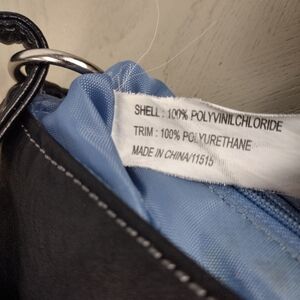 SHELL : 100% POLYVINILCHLORIDE
TRIM : 100% POLYURETHANE
MADE IN CHINA/11515